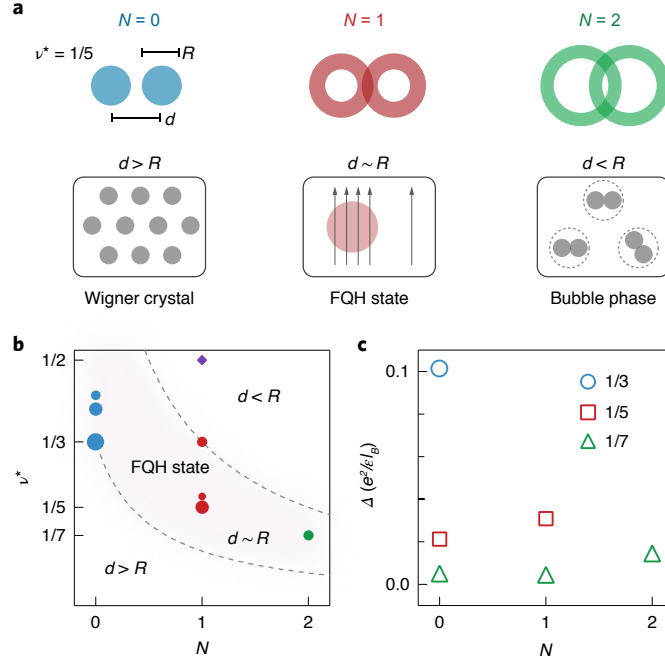 a
N = 0
N = 1
N = 2
ν* = 1/5
R
d
d > R
d ~ R
d < R
Wigner crystal
FQH state
Bubble phase
b
1/2
1/3
1/5
1/7
ν*
d < R
FQH state
d ~ R
d > R
0
1
2
N
c
0.1
0.0
Δ (e²/εl_B)
1/3
1/5
1/7
0
1
2
N